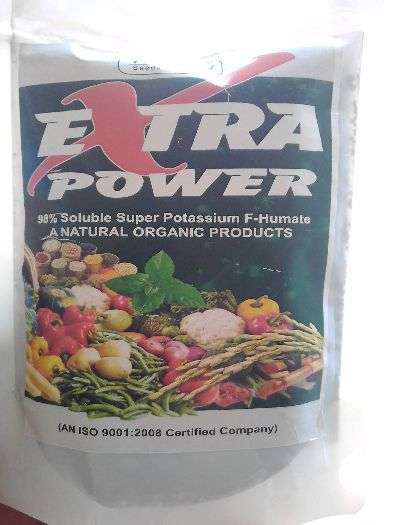 EXTRA
POWER
98% Soluble Super Potassium F-Humate
A NATURAL ORGANIC PRODUCTS
(AN ISO 9001:2008 Certified Company)